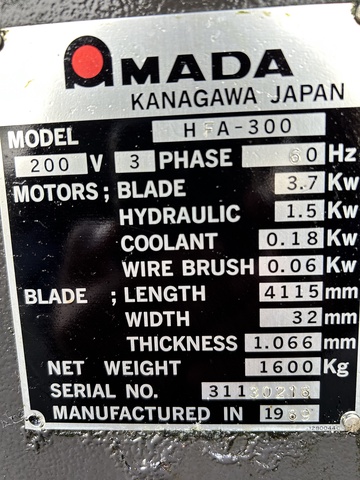 AMADA
KANAGAWA JAPAN
MODEL HFA-300
200 V 3 PHASE 60 Hz
MOTORS; BLADE 3.7 Kw
HYDRAULIC 1.5 Kw
COOLANT 0.18 Kw
WIRE BRUSH 0.06 Kw
BLADE ; LENGTH 4115 mm
WIDTH 32 mm
THICKNESS 1.066 mm
NET WEIGHT 1600 Kg
SERIAL NO.
MANUFACTURED IN